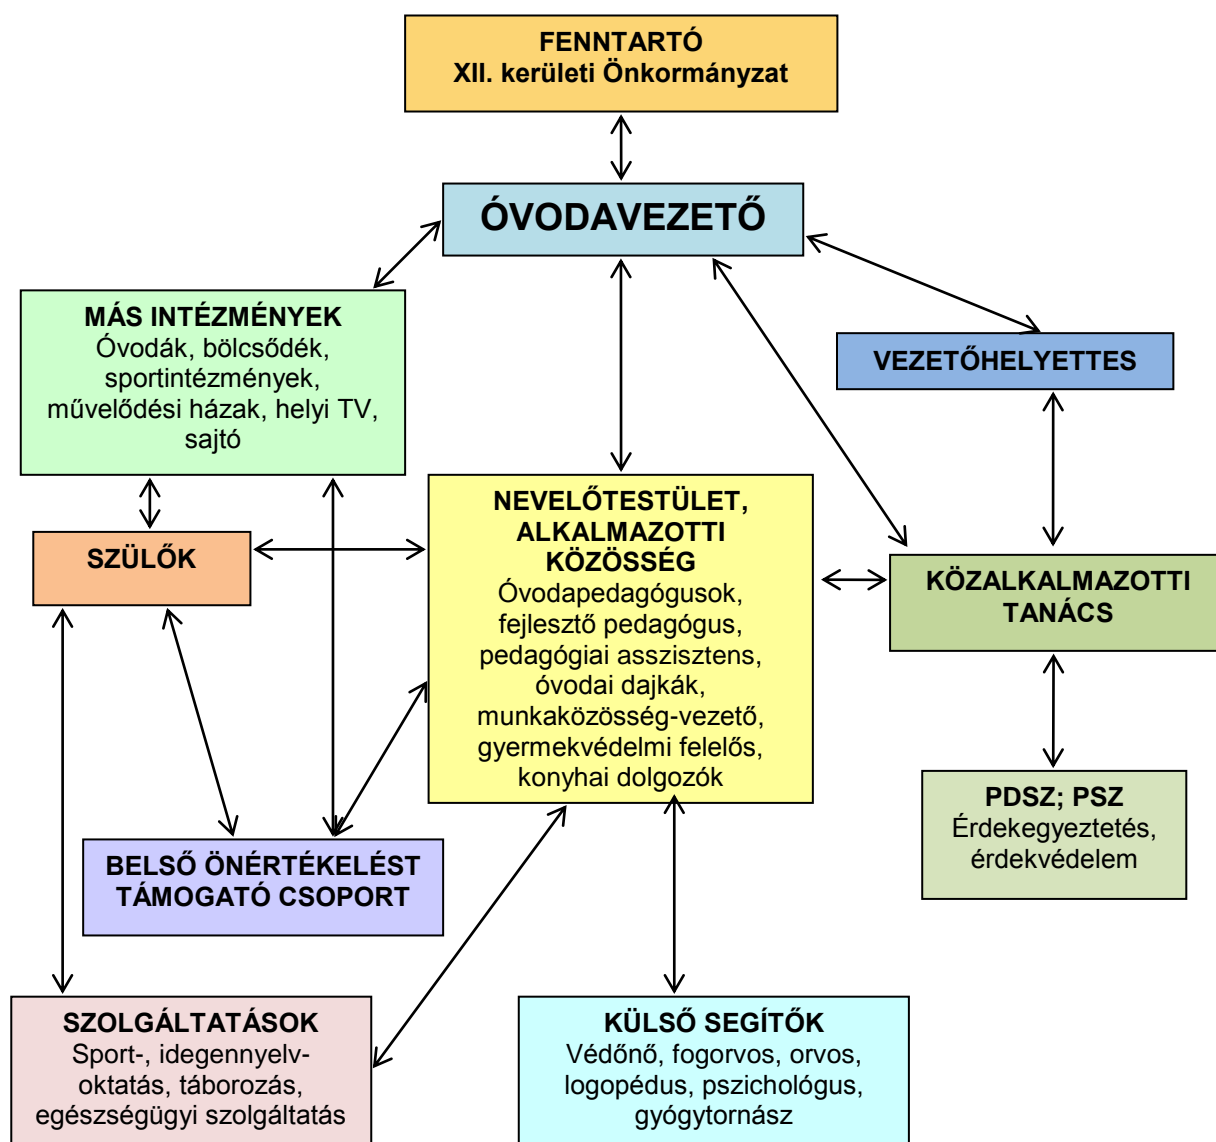 FENNTARTÓ
XII. kerületi Önkormányzat
ÓVODAVEZETŐ
MÁS INTÉZMÉNYEK
Óvodák, bölcsődék,
sportintézmények,
művelődési házak, helyi TV,
sajtó
VEZETŐHELYETTES
NEVELŐTESTÜLET,
ALKALMAZOTTI
KÖZÖSSÉG
Óvodapedagógusok,
fejlesztő pedagógus,
pedagógiai asszisztens,
óvodai dajkák,
munkaközösség-vezető,
gyermekvédelmi felelős,
konyhai dolgozók
SZÜLŐK
KÖZALKALMAZOTTI
TANÁCS
PDSZ; PSZ
Érdekegyeztetés,
érdekvédelem
BELSŐ ÖNÉRTÉKELÉST
TÁMOGATÓ CSOPORT
SZOLGÁLTATÁSOK
Sport-, idegennyelv-
oktatás, táborozás,
egészségügyi szolgáltatás
KÜLSŐ SEGÍTŐK
Védőnő, fogorvos, orvos,
logopédus, pszichológus,
gyógytornász